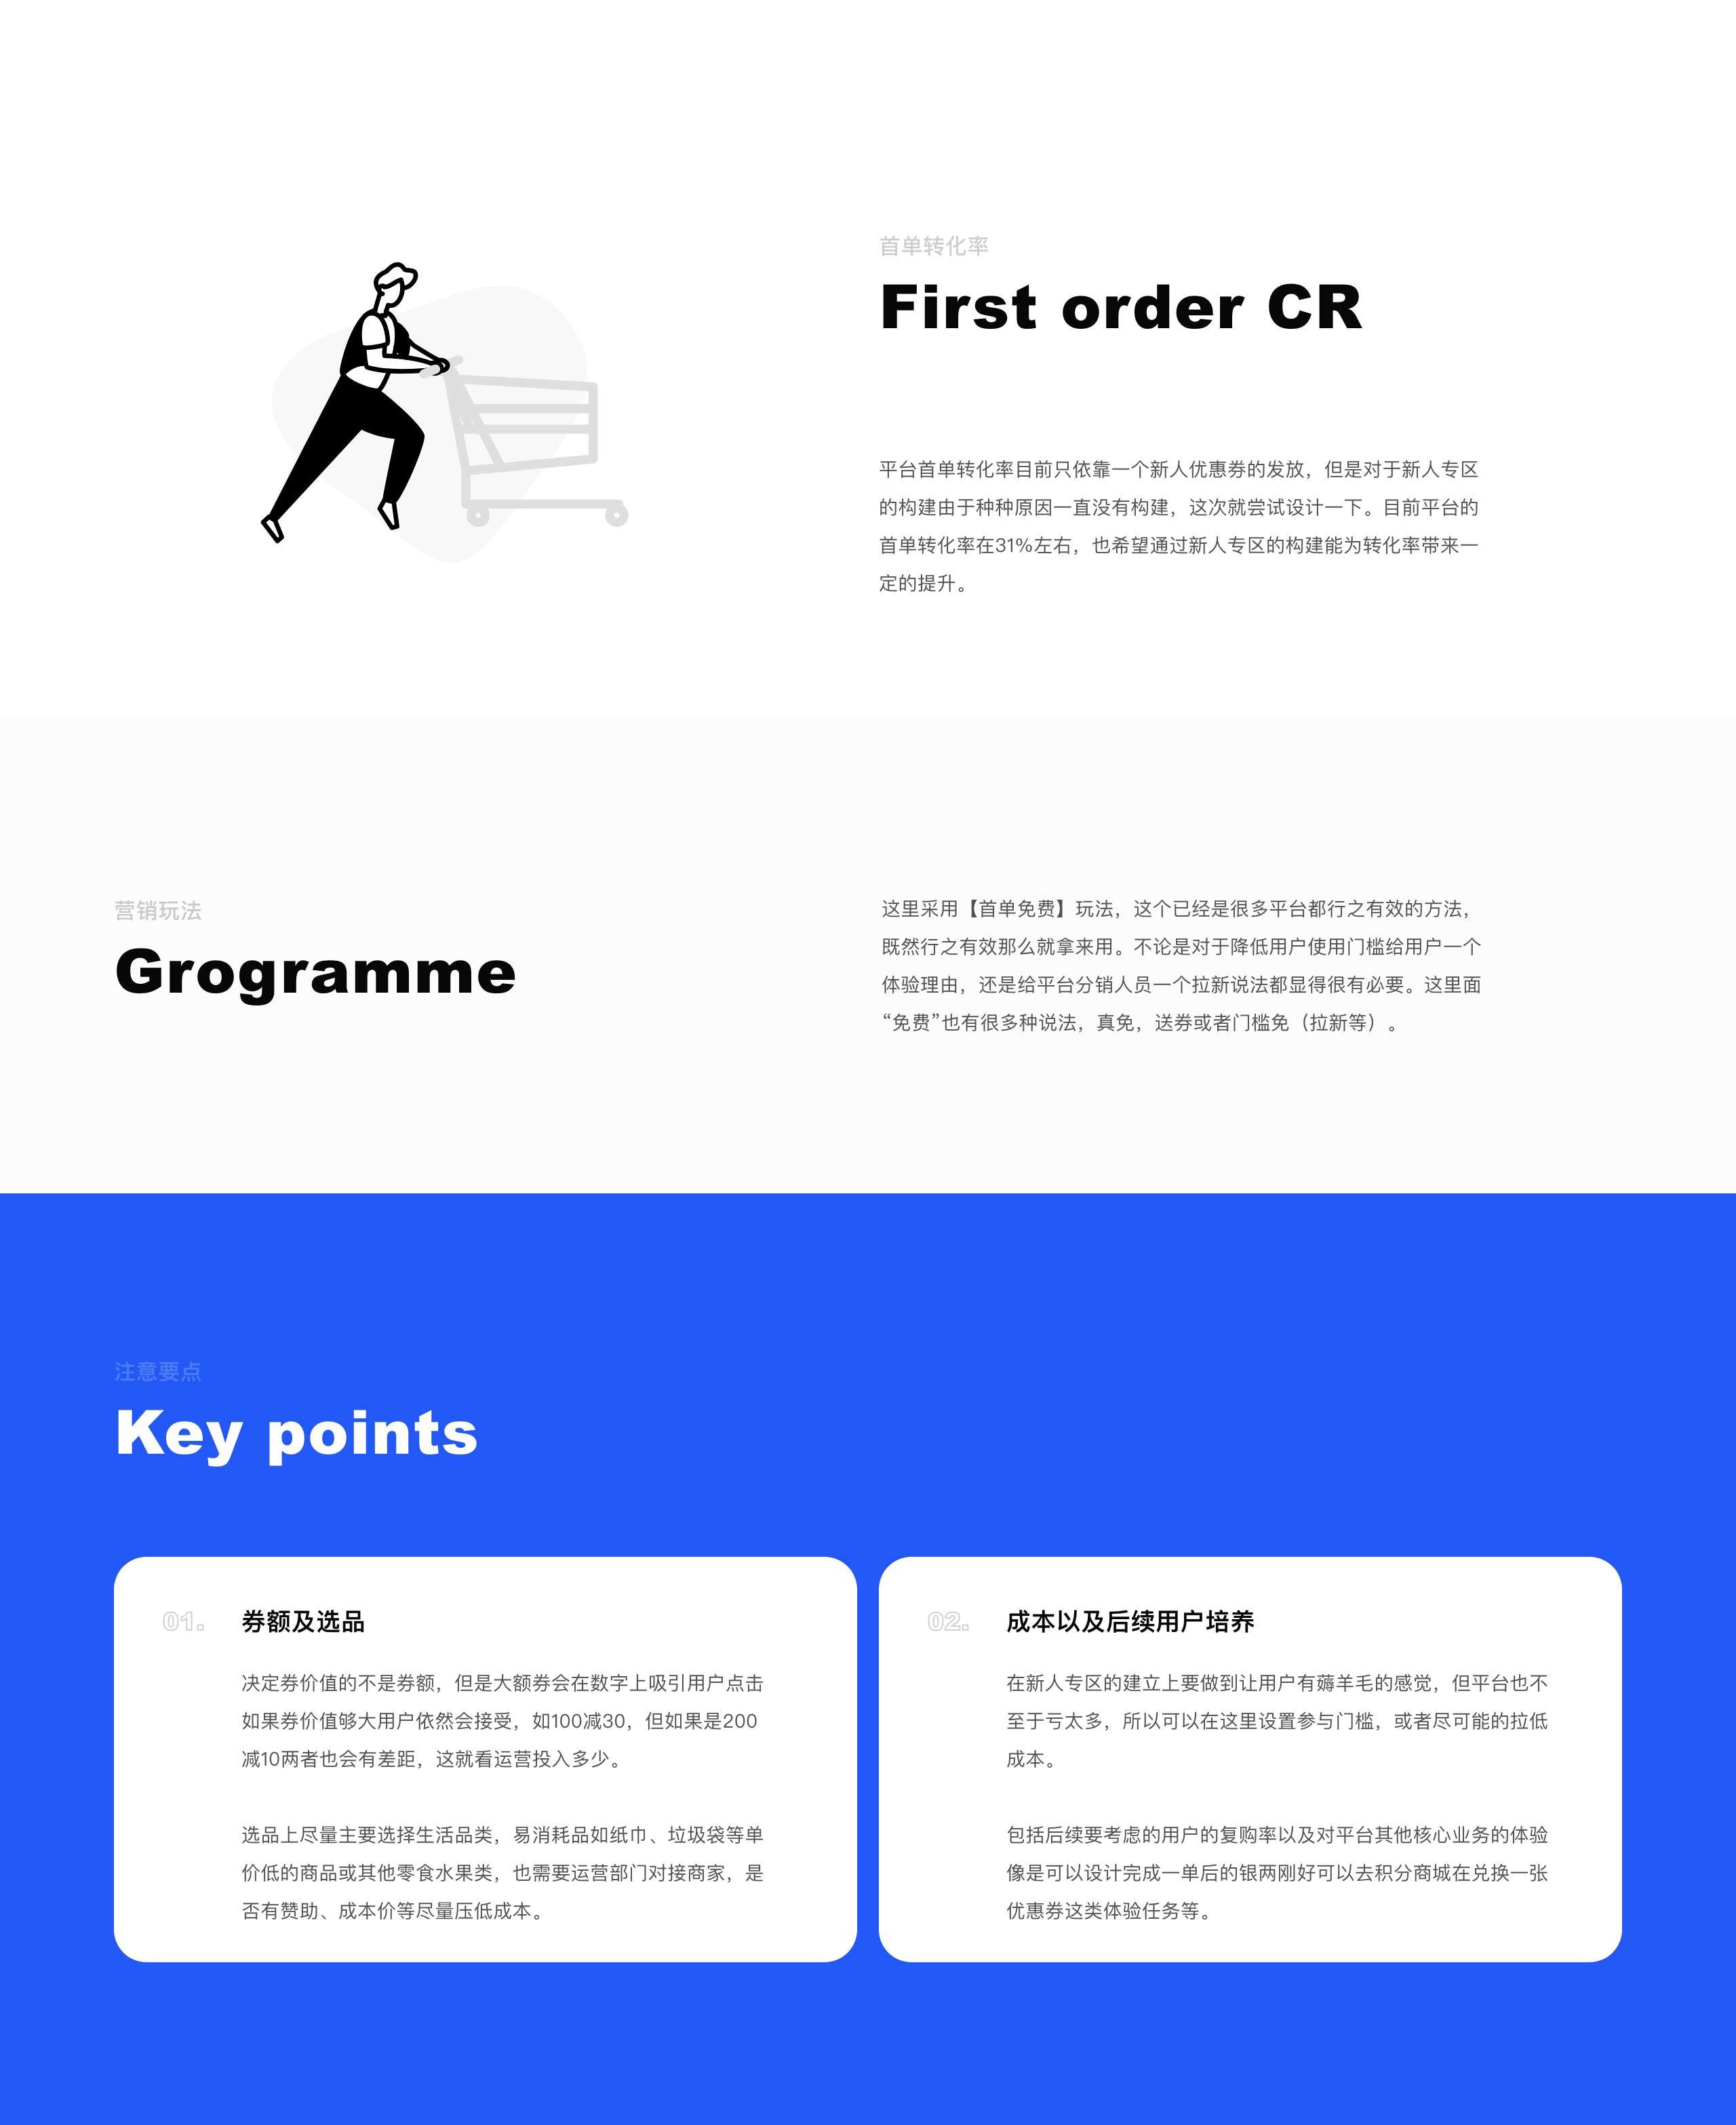 首单转化率
First order CR
平台首单转化率目前只依靠一个新人优惠券的发放，但是对于新人专区
的构建由于种种原因一直没有构建，这次就尝试设计一下。目前平台的
首单转化率在31%左右，也希望通过新人专区的构建能为转化率带来一
定的提升。
营销玩法
Grogramme
这里采用【首单免费】玩法，这个已经是很多平台都行之有效的方法，
既然行之有效那么就拿来用。不论是对于降低用户使用门槛给用户一个
体验理由，还是给平台分销人员一个拉新说法都显得很有必要。这里面
“免费”也有很多种说法，真免，送券或者门槛免（拉新等）。
注意要点
Key points
01.
券额及选品
决定券价值的不是券额，但是大额券会在数字上吸引用户点击
如果券价值够大用户依然会接受，如100减30，但如果是200
减10两者也会有差距，这就看运营投入多少。
选品上尽量主要选择生活品类，易消耗品如纸巾、垃圾袋等单
价低的商品或其他零食水果类，也需要运营部门对接商家，是
否有赞助、成本价等尽量压低成本。
02.
成本以及后续用户培养
在新人专区的建立上要做到让用户有薅羊毛的感觉，但平台也不
至于亏太多，所以可以在这里设置参与门槛，或者尽可能的拉低
成本。
包括后续要考虑的用户的复购率以及对平台其他核心业务的体验
像是可以设计完成一单后的银两刚好可以去积分商城在兑换一张
优惠券这类体验任务等。